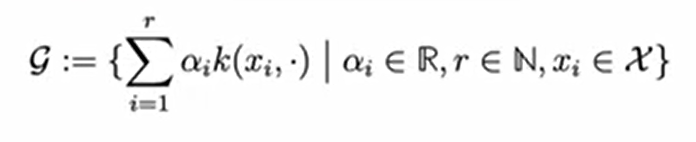 𝒢 := {∑_{i=1}^{r} α_i k(x_i, ·) | α_i ∈ ℝ, r ∈ ℕ, x_i ∈ 𝒳}